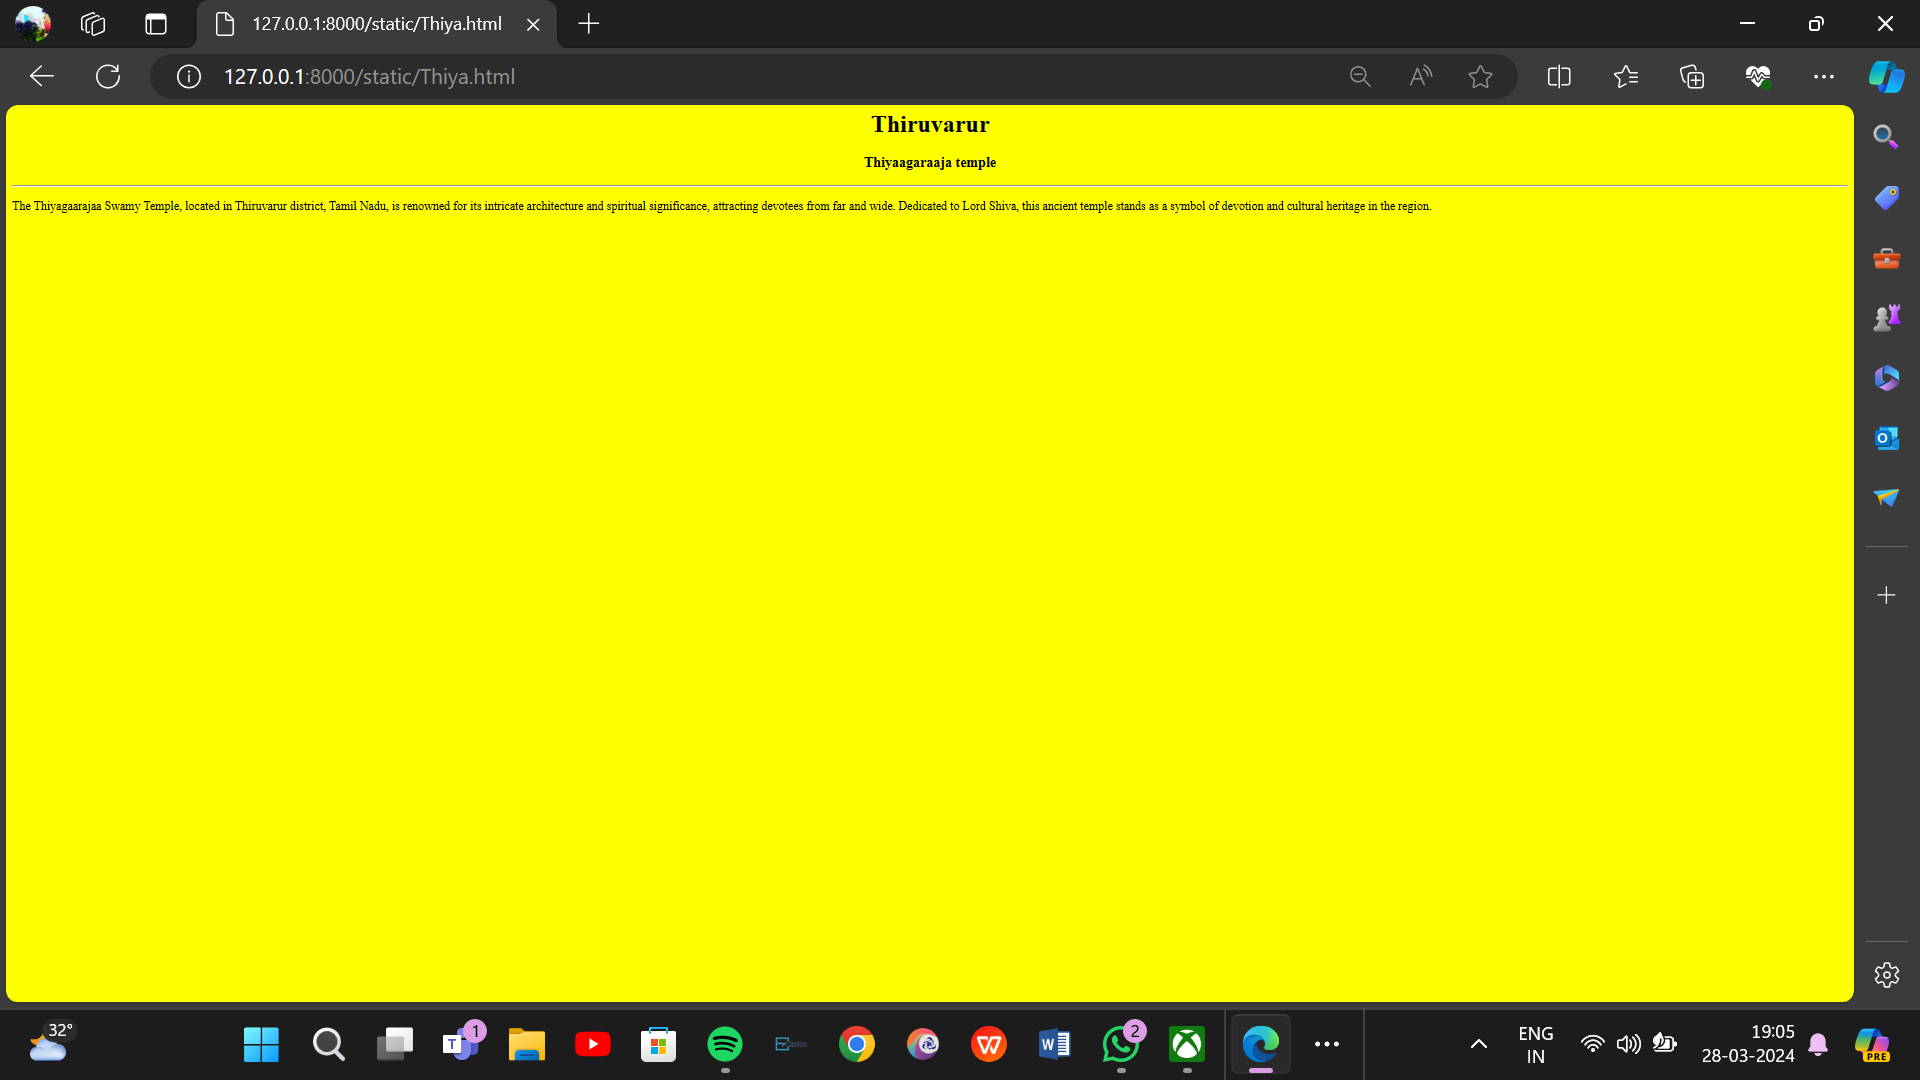 127.0.0.1:8000/static/Thiya.html
127.0.0.1:8000/static/Thiya.html
Thiruvarur
Thiyaagaraaja temple
The Thiyagaarajaa Swamy Temple, located in Thiruvarur district, Tamil Nadu, is renowned for its intricate architecture and spiritual significance, attracting devotees from far and wide. Dedicated to Lord Shiva, this ancient temple stands as a symbol of devotion and cultural heritage in the region.
32°
1
2
ENG
IN
19:05
28-03-2024
PRE